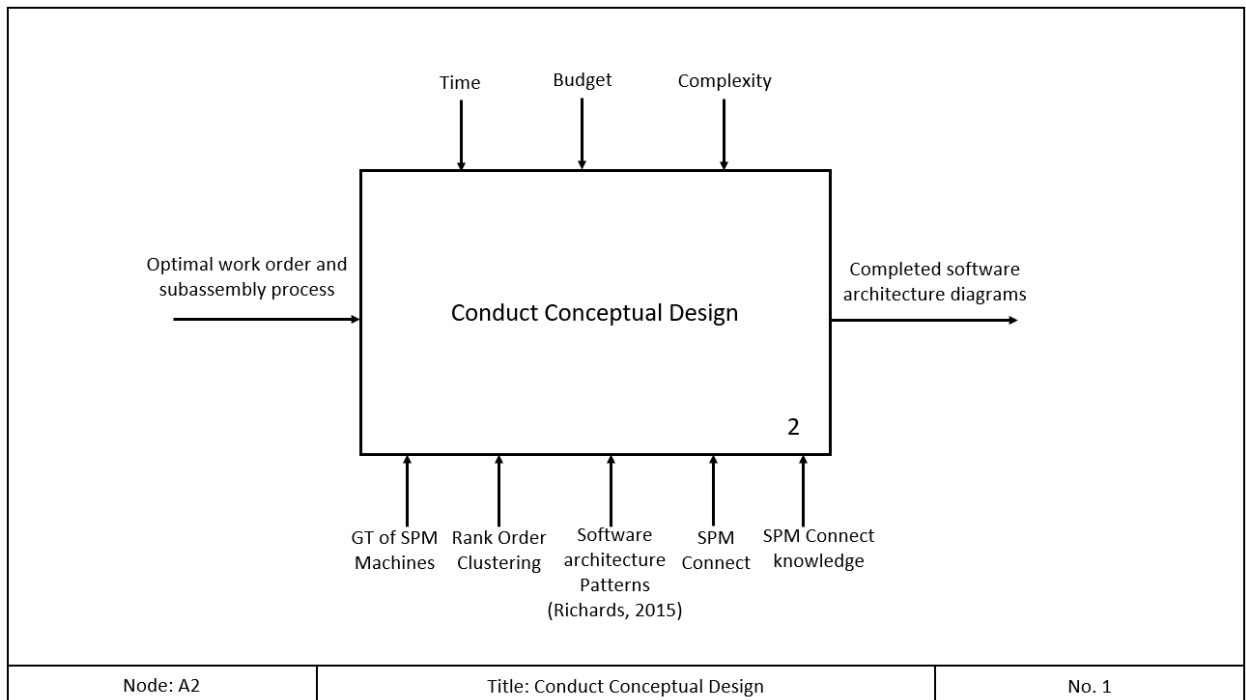 Time
Budget
Complexity
Optimal work order and
subassembly process
Conduct Conceptual Design
Completed software
architecture diagrams
2
GT of SPM
Machines
Rank Order
Clustering
Software
architecture
Patterns
(Richards, 2015)
SPM
Connect
SPM Connect
knowledge
Node: A2
Title: Conduct Conceptual Design
No. 1